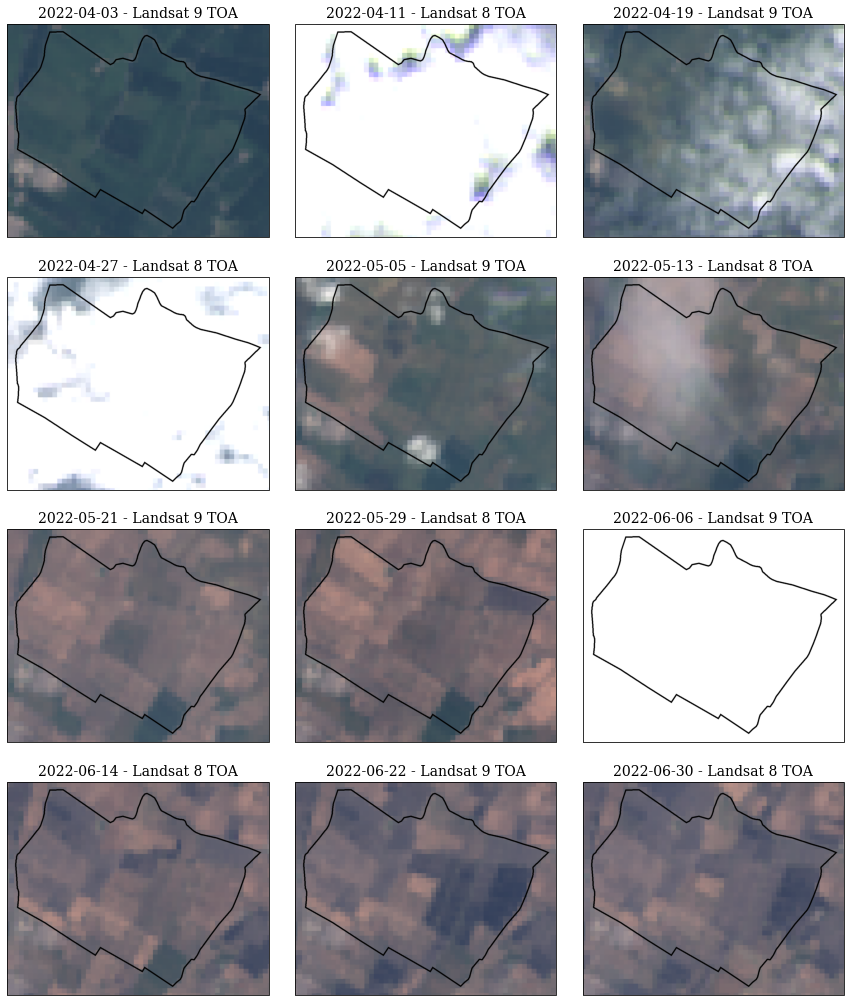 2022-04-03 - Landsat 9 TOA
2022-04-11 - Landsat 8 TOA
2022-04-19 - Landsat 9 TOA
2022-04-27 - Landsat 8 TOA
2022-05-05 - Landsat 9 TOA
2022-05-13 - Landsat 8 TOA
2022-05-21 - Landsat 9 TOA
2022-05-29 - Landsat 8 TOA
2022-06-06 - Landsat 9 TOA
2022-06-14 - Landsat 8 TOA
2022-06-22 - Landsat 9 TOA
2022-06-30 - Landsat 8 TOA